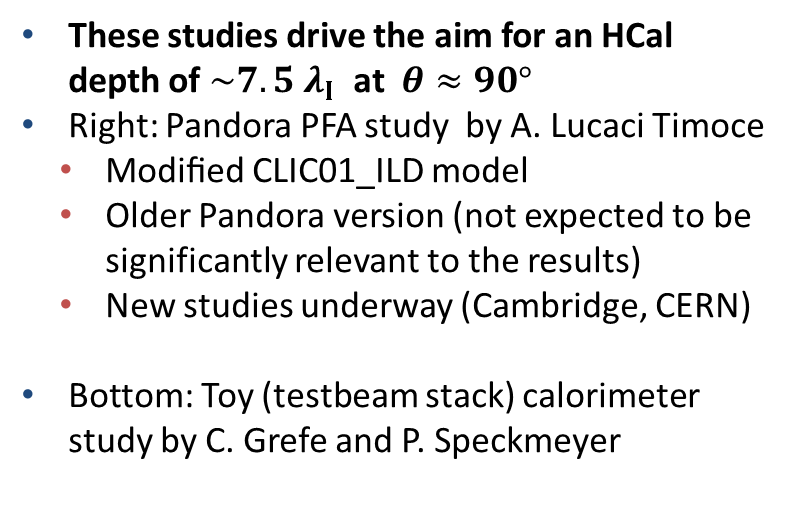 • These studies drive the aim for an HCal
depth of ~7.5 λ_I at θ ≈ 90°
• Right: Pandora PFA study by A. Lucaci Timoce
• Modified CLIC01_ILD model
• Older Pandora version (not expected to be
significantly relevant to the results)
• New studies underway (Cambridge, CERN)
• Bottom: Toy (testbeam stack) calorimeter
study by C. Grefe and P. Speckmeyer